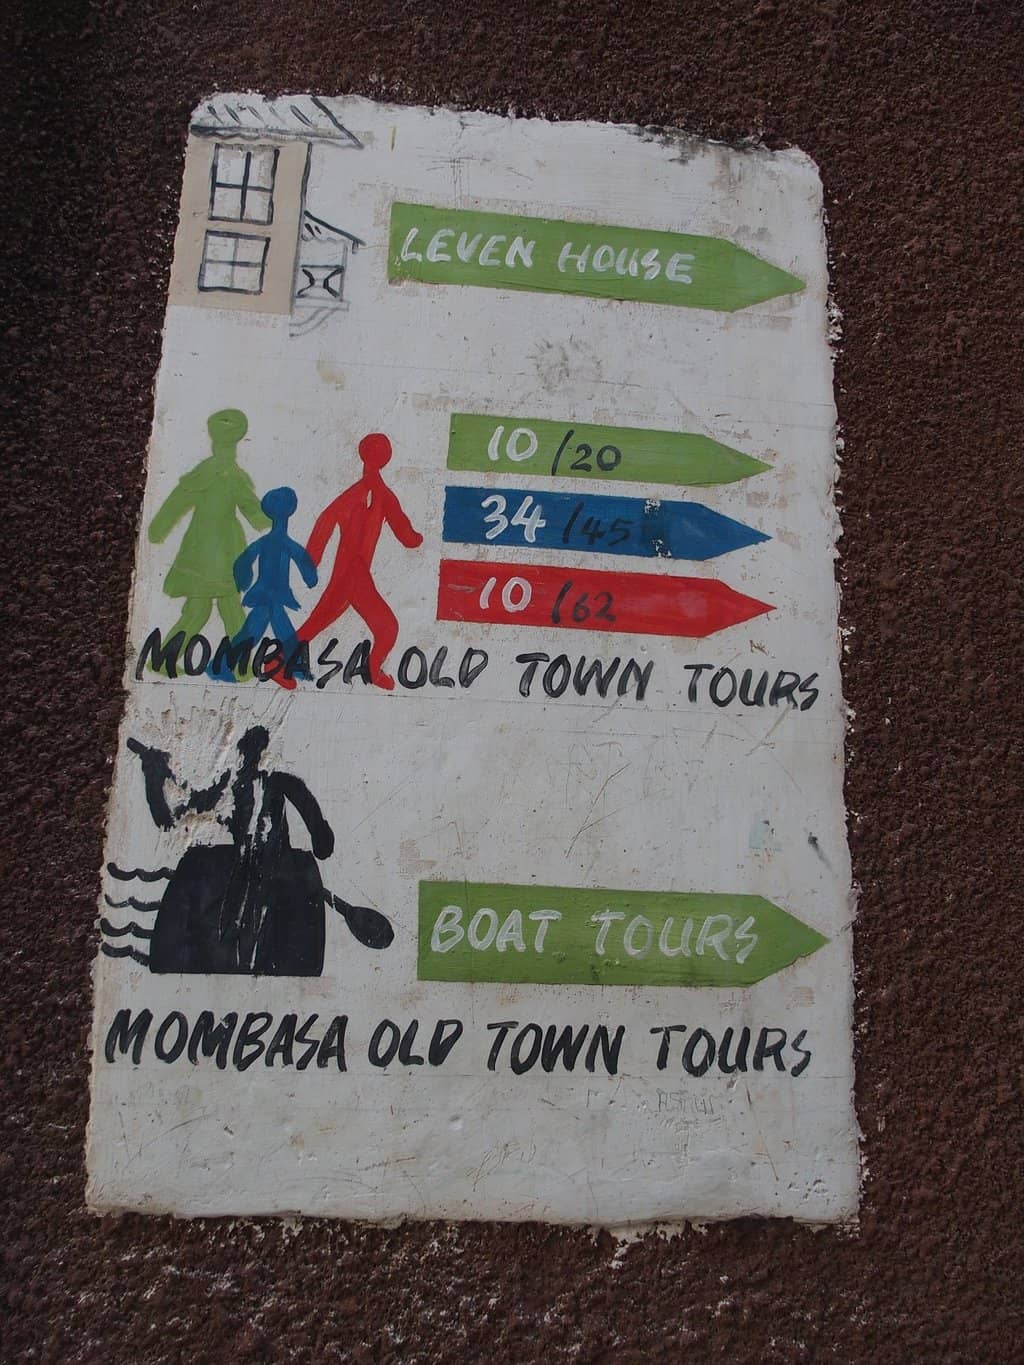 LEVEN HOUSE
10 /20
34 /45
10 /62
MOMBASA OLD TOWN TOURS
BOAT TOURS
MOMBASA OLD TOWN TOURS